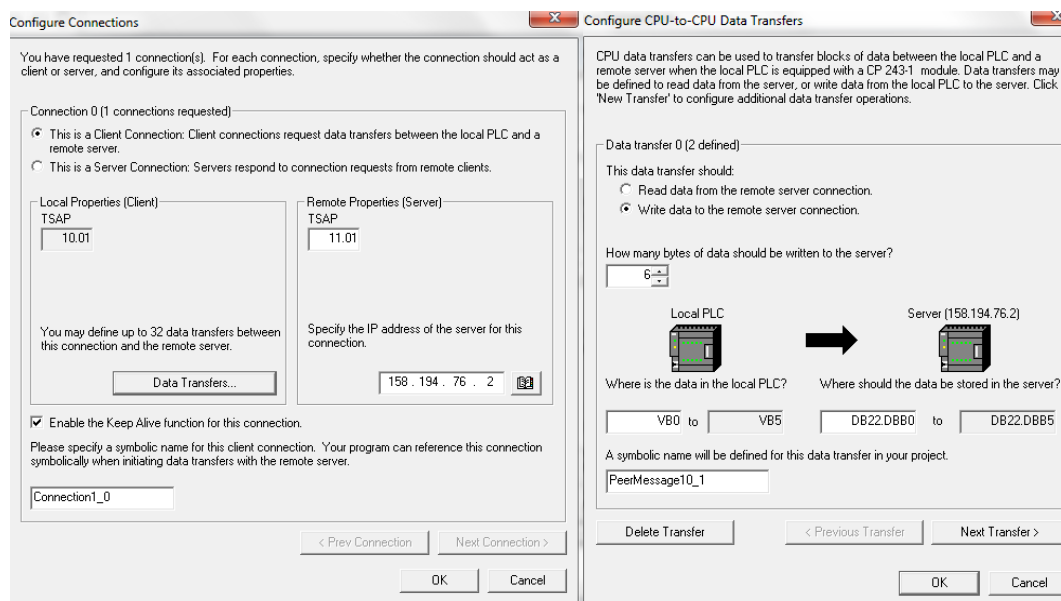 Configure Connections
You have requested 1 connection(s). For each connection, specify whether the connection should act as a
client or server, and configure its associated properties.
Connection 0 (1 connections requested)
This is a Client Connection: Client connections request data transfers between the local PLC and a
remote server.
This is a Server Connection: Servers respond to connection requests from remote clients.
Local Properties (Client)
TSAP
10.01
You may define up to 32 data transfers between
this connection and the remote server.
Data Transfers...
Remote Properties (Server)
TSAP
11.01
Specify the IP address of the server for this
connection.
158 . 194 . 76 . 2
Enable the Keep Alive function for this connection.
Please specify a symbolic name for this client connection. Your program can reference this connection
symbolically when initiating data transfers with the remote server.
Connection1_0
< Prev Connection
Next Connection >
OK
Cancel
Configure CPU-to-CPU Data Transfers
CPU data transfers can be used to transfer blocks of data between the local PLC and a
remote server when the local PLC is equipped with a CP 243-1 module. Data transfers may
be defined to read data from the server, or write data from the local PLC to the server. Click
'New Transfer' to configure additional data transfer operations.
Data transfer 0 (2 defined)
This data transfer should:
Read data from the remote server connection.
Write data to the remote server connection.
How many bytes of data should be written to the server?
6
Local PLC
Server (158.194.76.2)
Where is the data in the local PLC?
Where should the data be stored in the server?
VB0 to VB5
DB22.DBB0 to DB22.DBB5
A symbolic name will be defined for this data transfer in your project.
PeerMessage10_1
Delete Transfer
< Previous Transfer
Next Transfer >
OK
Cancel